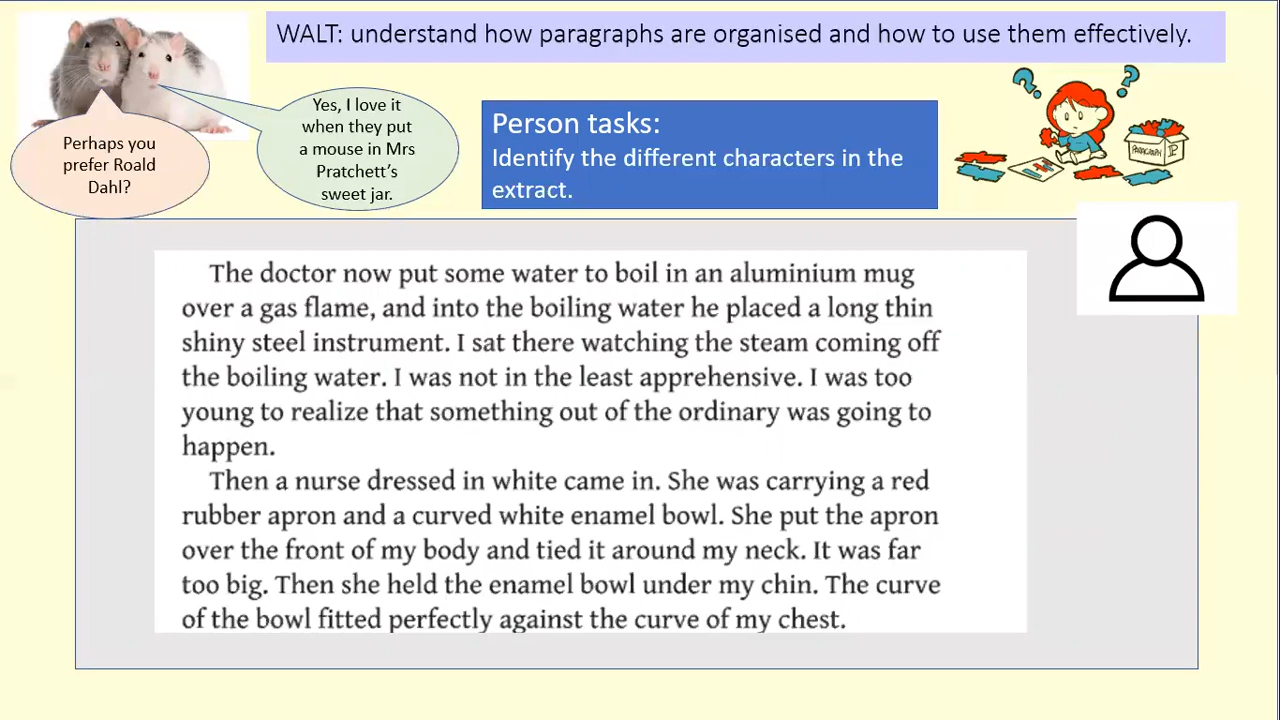 WALT: understand how paragraphs are organised and how to use them effectively.
Perhaps you
prefer Roald
Dahl?
Yes, I love it
when they put
a mouse in Mrs
Pratchett's
sweet jar.
Person tasks:
Identify the different characters in the
extract.
PARAGRAPH
The doctor now put some water to boil in an aluminium mug
over a gas flame, and into the boiling water he placed a long thin
shiny steel instrument. I sat there watching the steam coming off
the boiling water. I was not in the least apprehensive. I was too
young to realize that something out of the ordinary was going to
happen.
Then a nurse dressed in white came in. She was carrying a red
rubber apron and a curved white enamel bowl. She put the apron
over the front of my body and tied it around my neck. It was far
too big. Then she held the enamel bowl under my chin. The curve
of the bowl fitted perfectly against the curve of my chest.